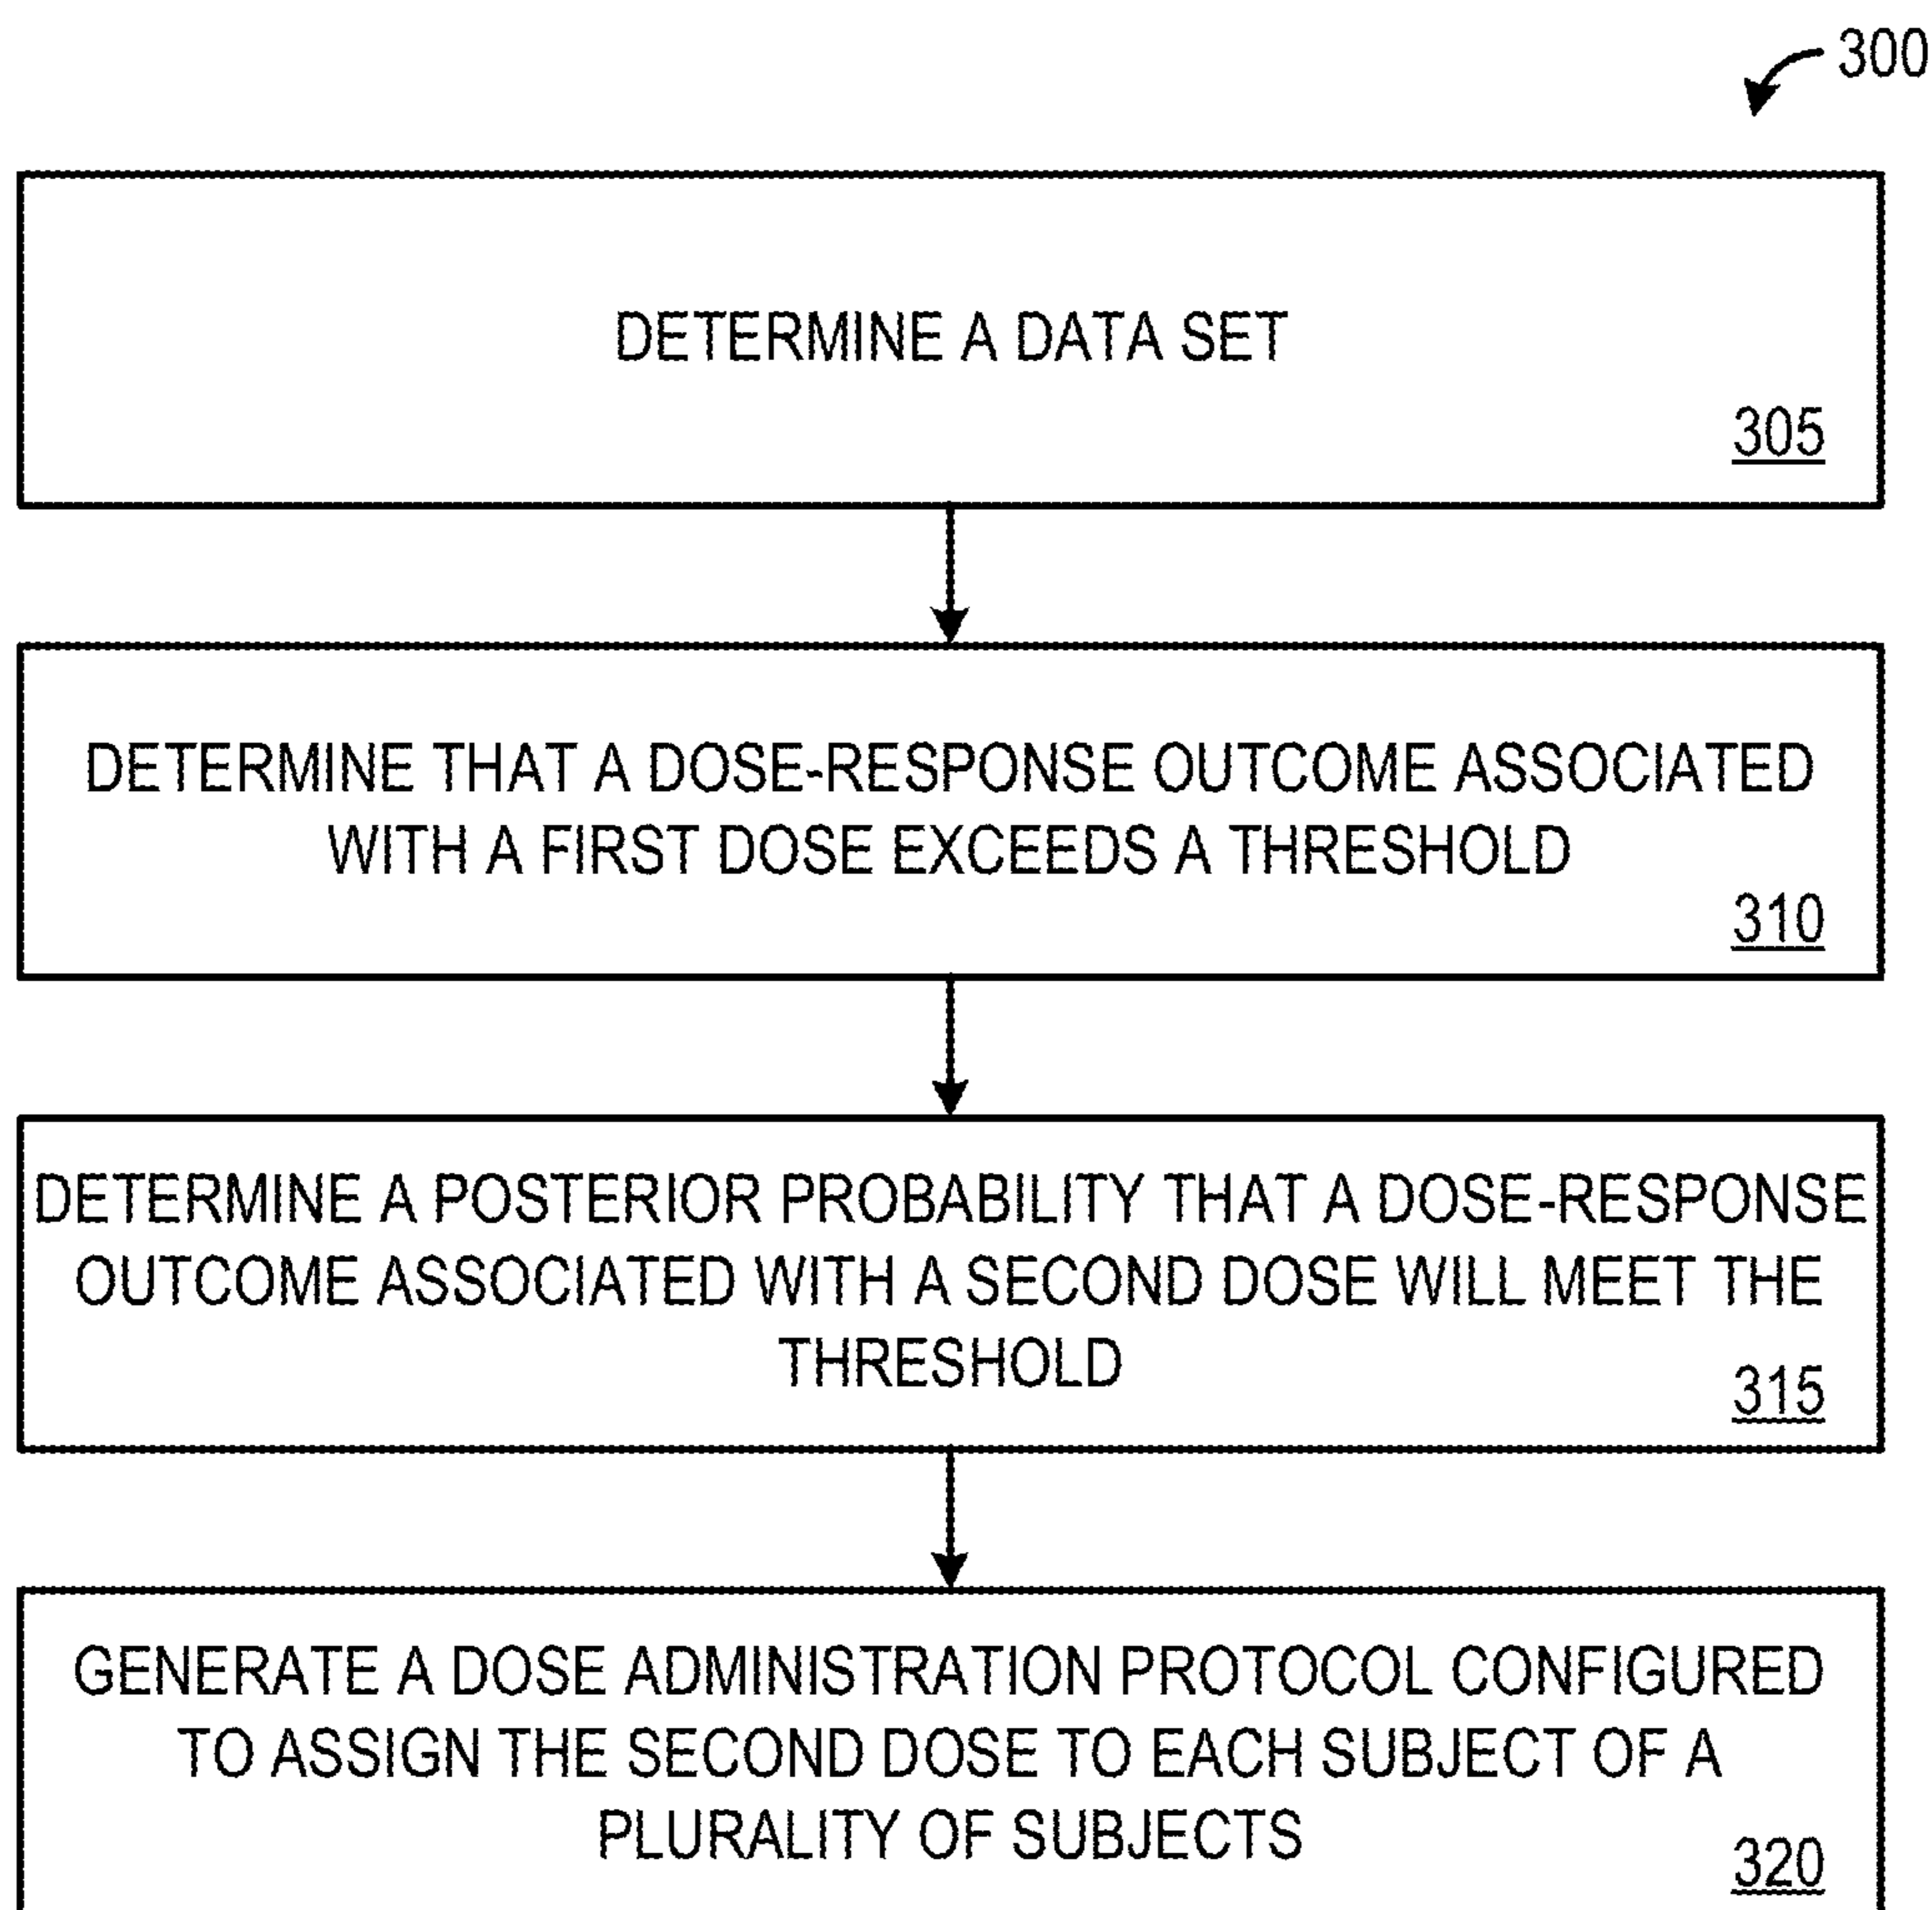 300
DETERMINE A DATA SET
305
DETERMINE THAT A DOSE-RESPONSE OUTCOME ASSOCIATED
WITH A FIRST DOSE EXCEEDS A THRESHOLD
310
DETERMINE A POSTERIOR PROBABILITY THAT A DOSE-RESPONSE
OUTCOME ASSOCIATED WITH A SECOND DOSE WILL MEET THE
THRESHOLD
315
GENERATE A DOSE ADMINISTRATION PROTOCOL CONFIGURED
TO ASSIGN THE SECOND DOSE TO EACH SUBJECT OF A
PLURALITY OF SUBJECTS
320